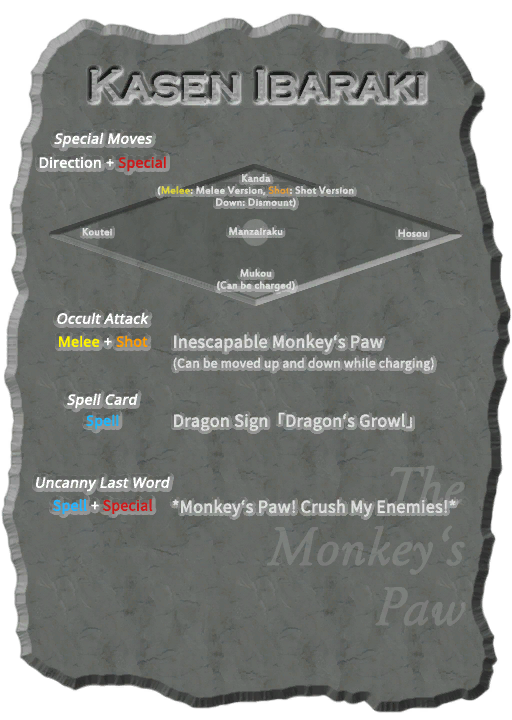 Kasen Ibaraki
Special Moves
Direction + Special
Kanda
(Melee: Melee Version, Shot: Shot Version
Down: Dismount)
Koutei
Manzairaku
Hosou
Mukou
(Can be charged)
Occult Attack
Melee + Shot
Inescapable Monkey's Paw
(Can be moved up and down while charging)
Spell Card
Spell
Dragon Sign「Dragon's Growl」
Uncanny Last Word
Spell + Special
*Monkey's Paw! Crush My Enemies!*
The
Monkey's
Paw